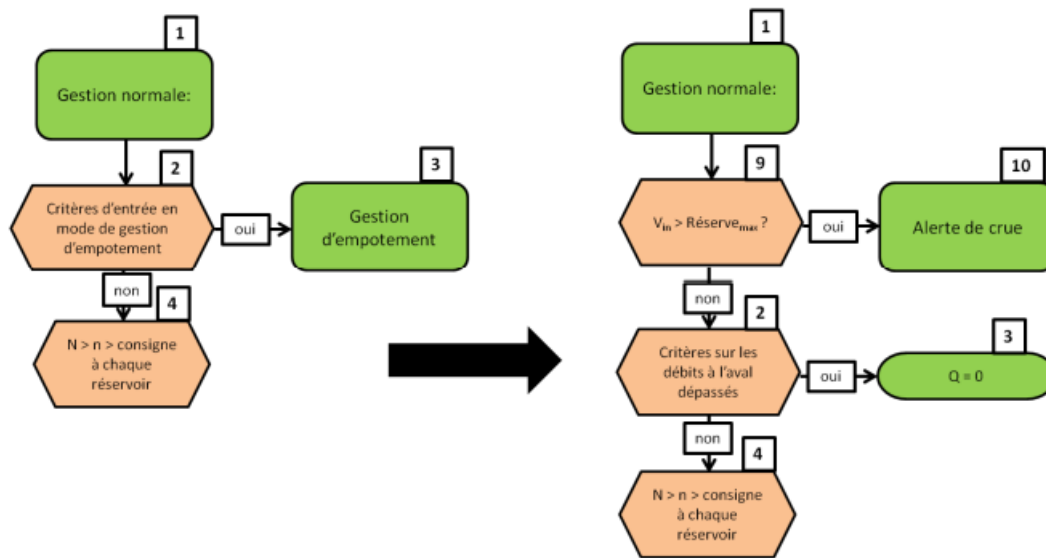 1
Gestion normale:
2
Critères d'entrée en
mode de gestion
d'empotement
oui
3
Gestion
d'empotement
non
4
N > n > consigne
à chaque
réservoir
1
Gestion normale:
9
Vin > Réservemax ?
oui
10
Alerte de crue
non
2
Critères sur les
débits à l'aval
dépassés
oui
3
Q = 0
non
4
N > n > consigne
à chaque
réservoir